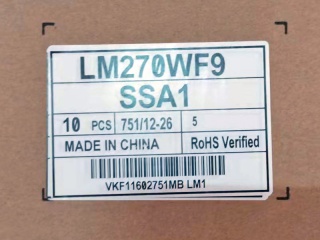 LM270WF9
SSA1
10 PCS 751/12-26 5
MADE IN CHINA RoHS Verified
VKF11602751MB LM1